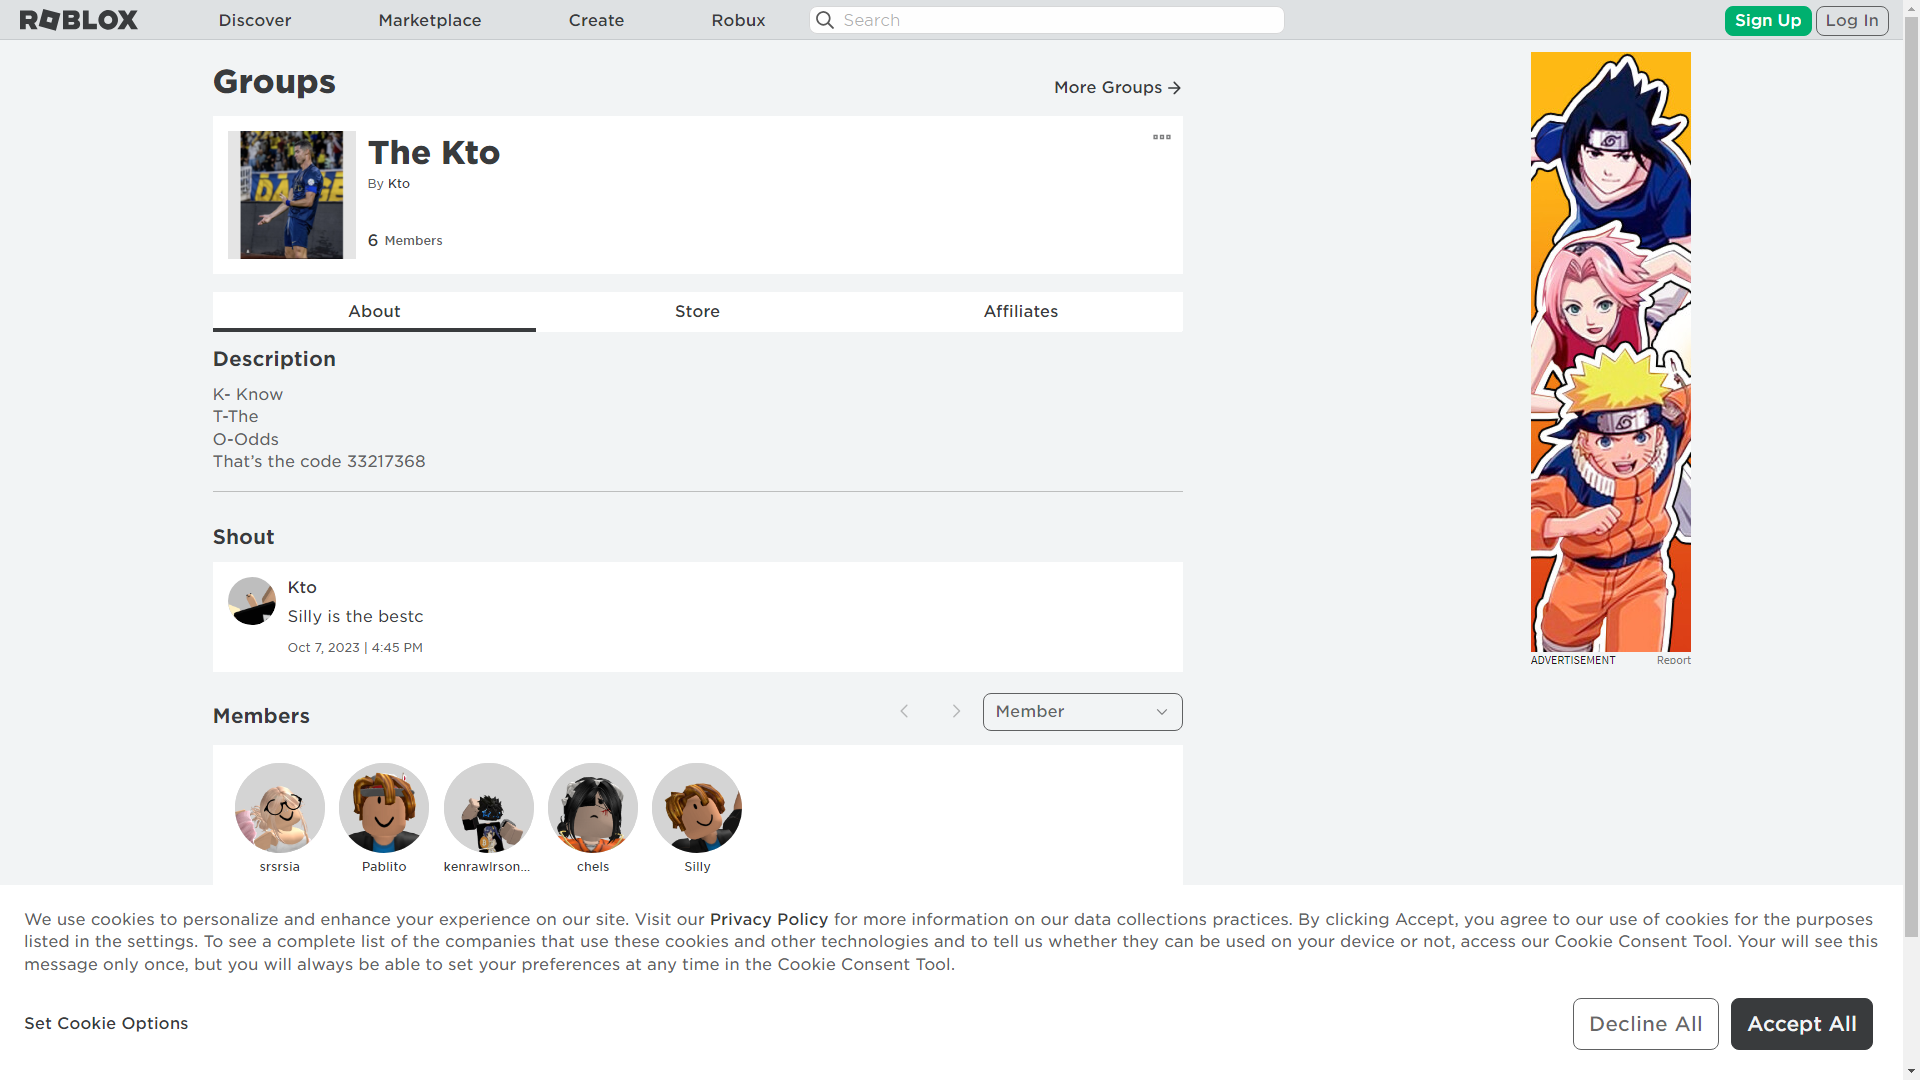 ROBLOX
Discover
Marketplace
Create
Robux
Search
Sign Up
Log In
Groups
More Groups
The Kto
By Kto
6 Members
About
Store
Affiliates
Description
K- Know
T-The
O-Odds
That's the code 33217368
Shout
Kto
Silly is the bestc
Oct 7, 2023 | 4:45 PM
ADVERTISEMENT
Report
Members
Member
srsrsia
Pablito
kenrawlrson...
chels
Silly
We use cookies to personalize and enhance your experience on our site. Visit our Privacy Policy for more information on our data collections practices. By clicking Accept, you agree to our use of cookies for the purposes
listed in the settings. To see a complete list of the companies that use these cookies and other technologies and to tell us whether they can be used on your device or not, access our Cookie Consent Tool. Your will see this
message only once, but you will always be able to set your preferences at any time in the Cookie Consent Tool.
Set Cookie Options
Decline All
Accept All